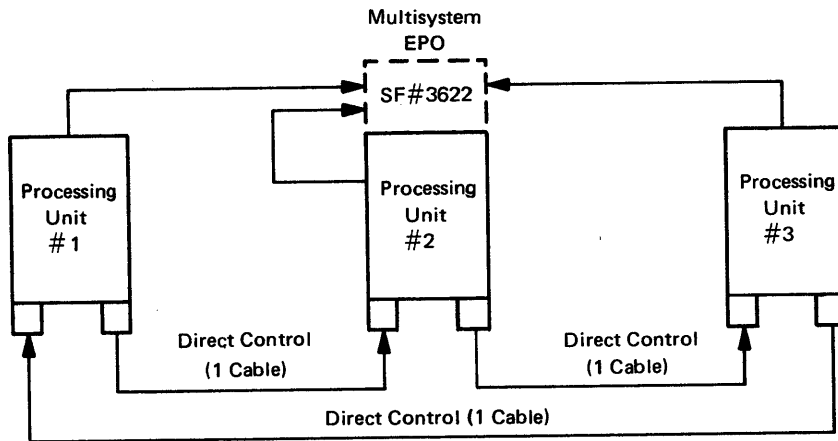 Multisystem
EPO
SF#3622
Processing
Unit
#1
Processing
Unit
#2
Processing
Unit
#3
Direct Control
(1 Cable)
Direct Control
(1 Cable)
Direct Control (1 Cable)